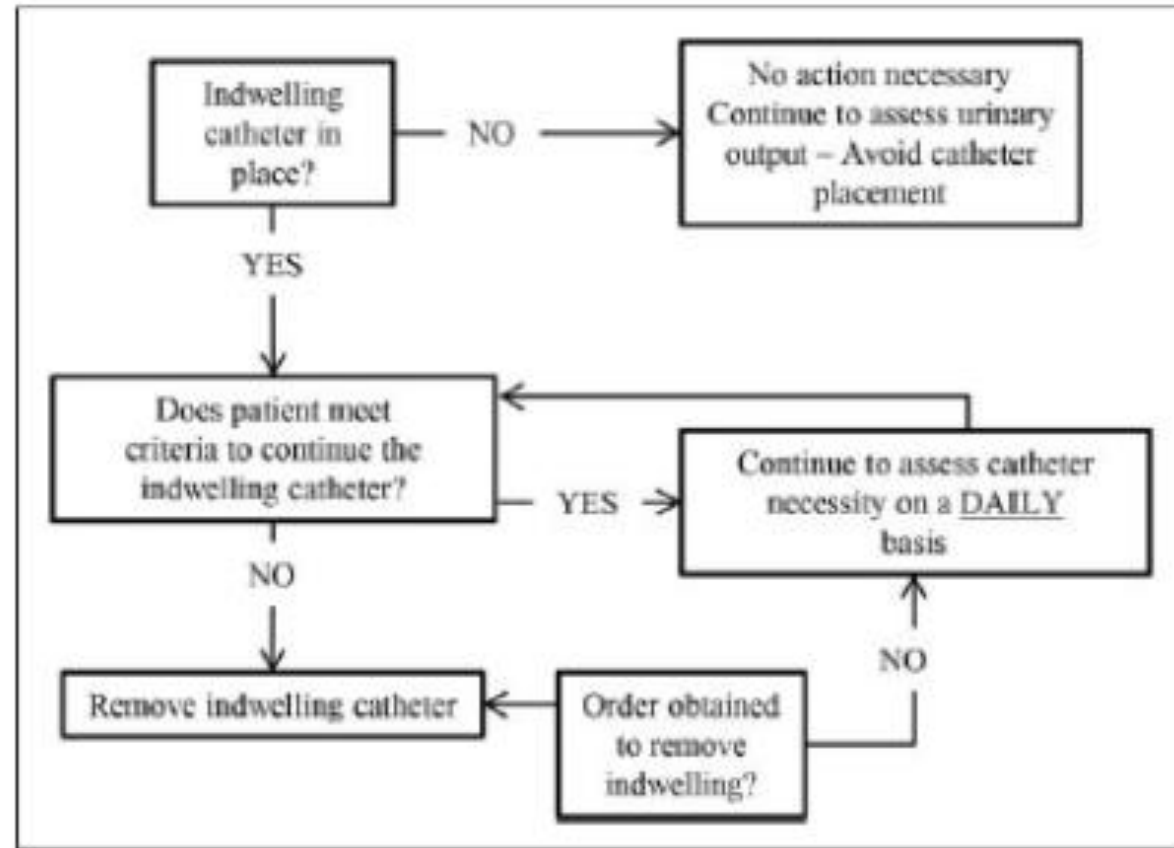 Indwelling
catheter in
place?
NO
No action necessary
Continue to assess urinary
output – Avoid catheter
placement
YES
Does patient meet
criteria to continue the
indwelling catheter?
YES
Continue to assess catheter
necessity on a DAILY
basis
NO
NO
Remove indwelling catheter
Order obtained
to remove
indwelling?